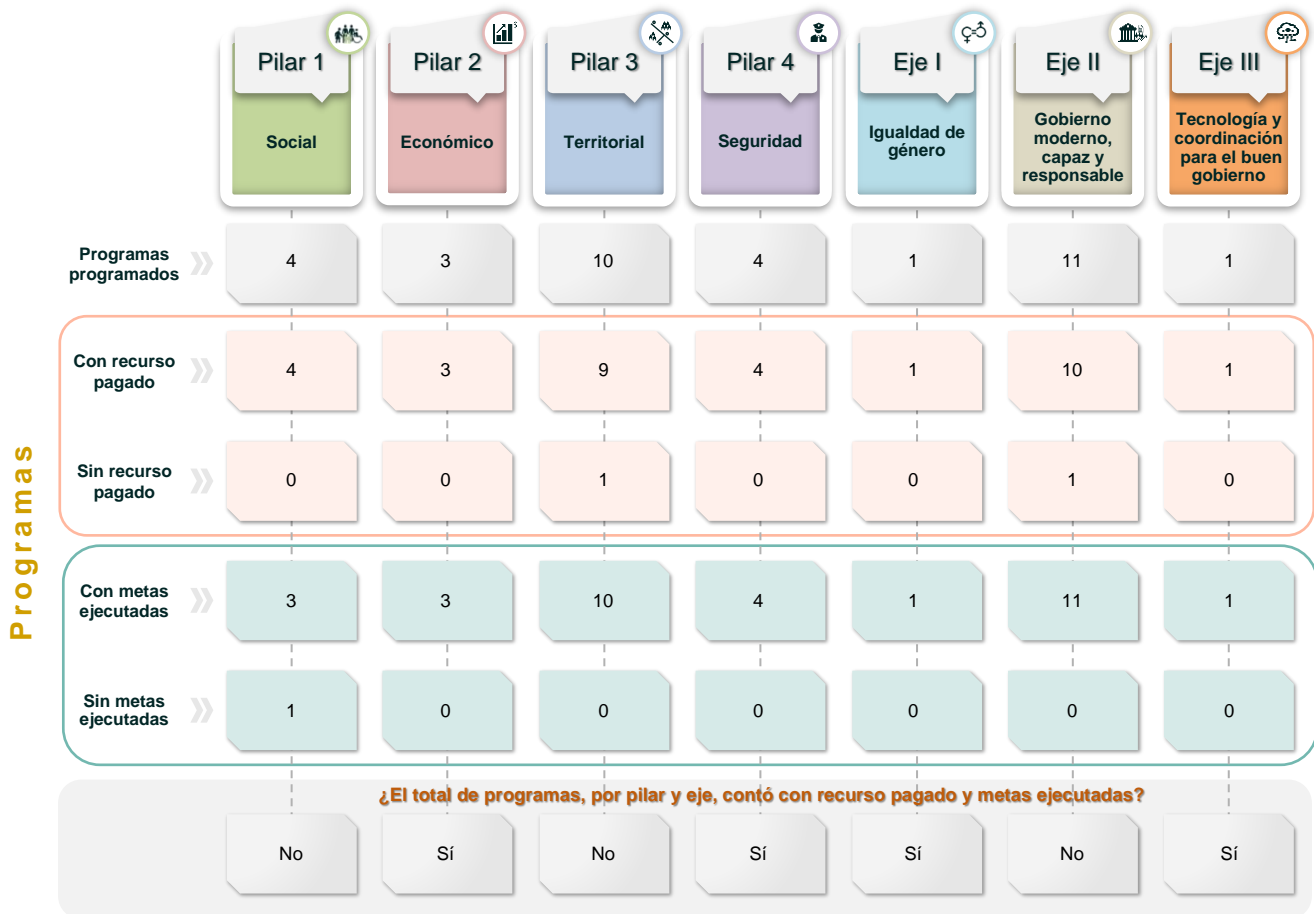 Pilar 1
Pilar 2
Pilar 3
Pilar 4
Eje I
Eje II
Eje III
Social
Económico
Territorial
Seguridad
Igualdad de
género
Gobierno
moderno,
capaz y
responsable
Tecnología y
coordinación
para el buen
gobierno
Programas
Programas
programados
4
3
10
4
1
11
1
Con recurso
pagado
4
3
9
4
1
10
1
Sin recurso
pagado
0
0
1
0
0
1
0
Con metas
ejecutadas
3
3
10
4
1
11
1
Sin metas
ejecutadas
1
0
0
0
0
0
0
¿El total de programas, por pilar y eje, contó con recurso pagado y metas ejecutadas?
No
Sí
No
Sí
Sí
No
Sí